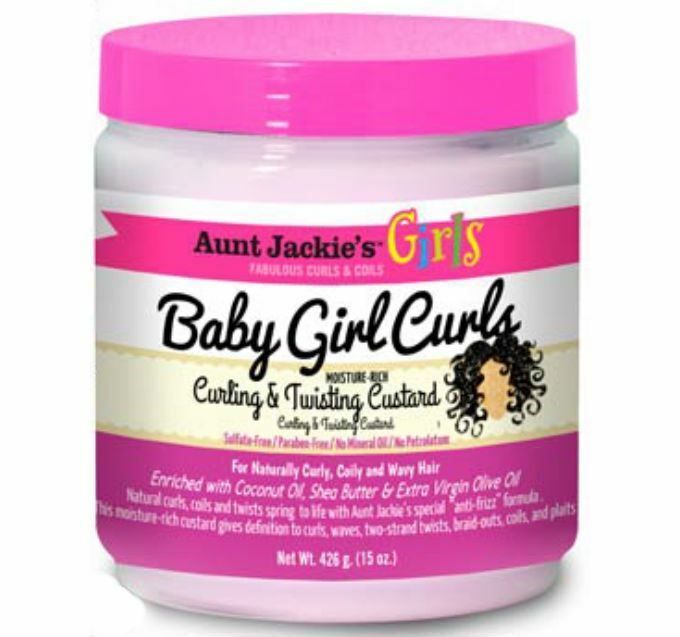 Aunt Jackie's Girls
FABULOUS CURLS & COILS
Baby Girl Curls
MOISTURE-RICH
Curling & Twisting Custard
Curling & Twisting Custard
Sulfate-Free / Paraben-Free / No Mineral Oil / No Petrolatum
For Naturally Curly, Coily and Wavy Hair
Enriched with Coconut Oil, Shea Butter & Extra Virgin Olive Oil
Natural curls, coils and twists spring to life with Aunt Jackie's special "anti-frizz" formula.
This moisture-rich custard gives definition to curls, waves, two-strand twists, braid-outs, coils, and plaits
Net Wt. 426 g. (15 oz.)